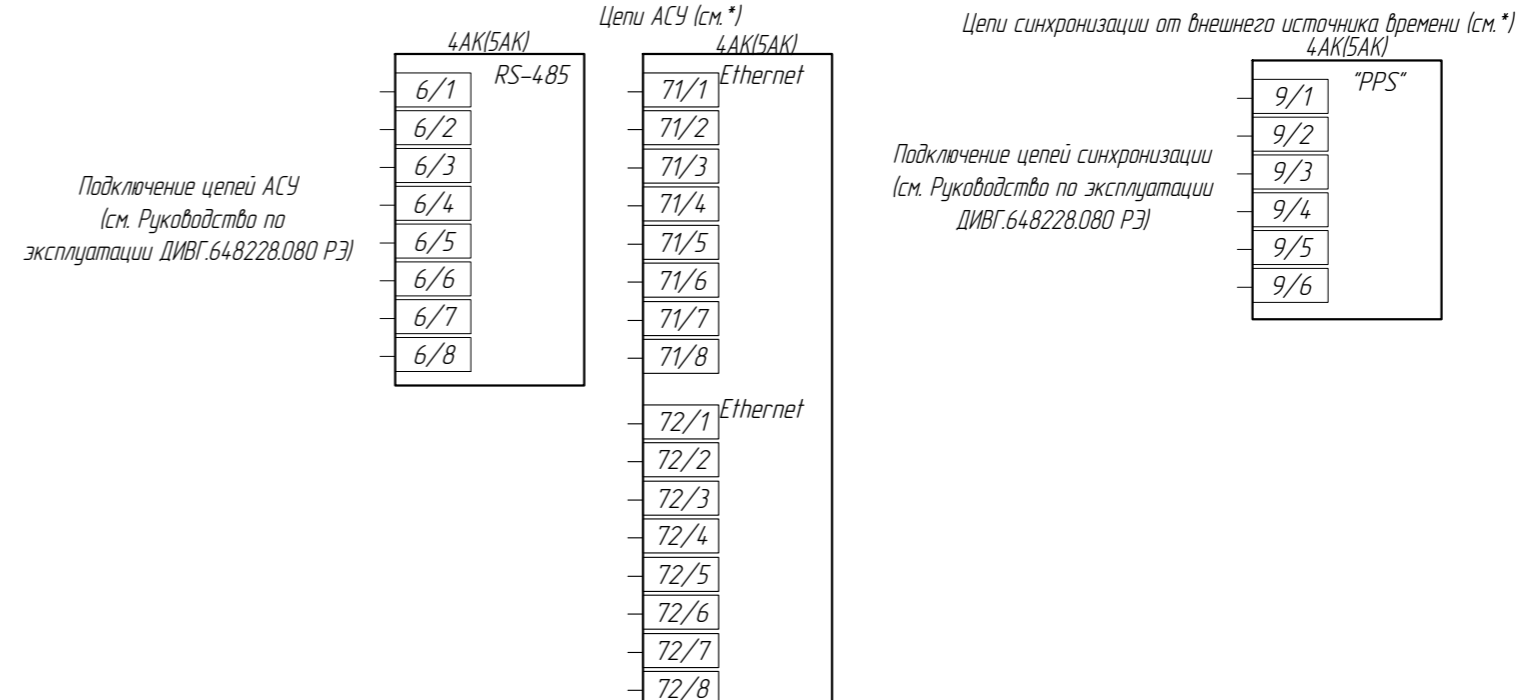 Цепи АСУ (см.*)
4АК(5АК)
RS-485
6/1
6/2
6/3
6/4
6/5
6/6
6/7
6/8
Подключение цепей АСУ
(см. Руководство по
эксплуатации ДИВГ.648228.080 РЭ)
4АК(5АК)
Ethernet
71/1
71/2
71/3
71/4
71/5
71/6
71/7
71/8
Ethernet
72/1
72/2
72/3
72/4
72/5
72/6
72/7
72/8
Цепи синхронизации от внешнего источника времени (см.*)
4АК(5АК)
"PPS"
9/1
9/2
9/3
9/4
9/5
9/6
Подключение цепей синхронизации
(см. Руководство по эксплуатации
ДИВГ.648228.080 РЭ)